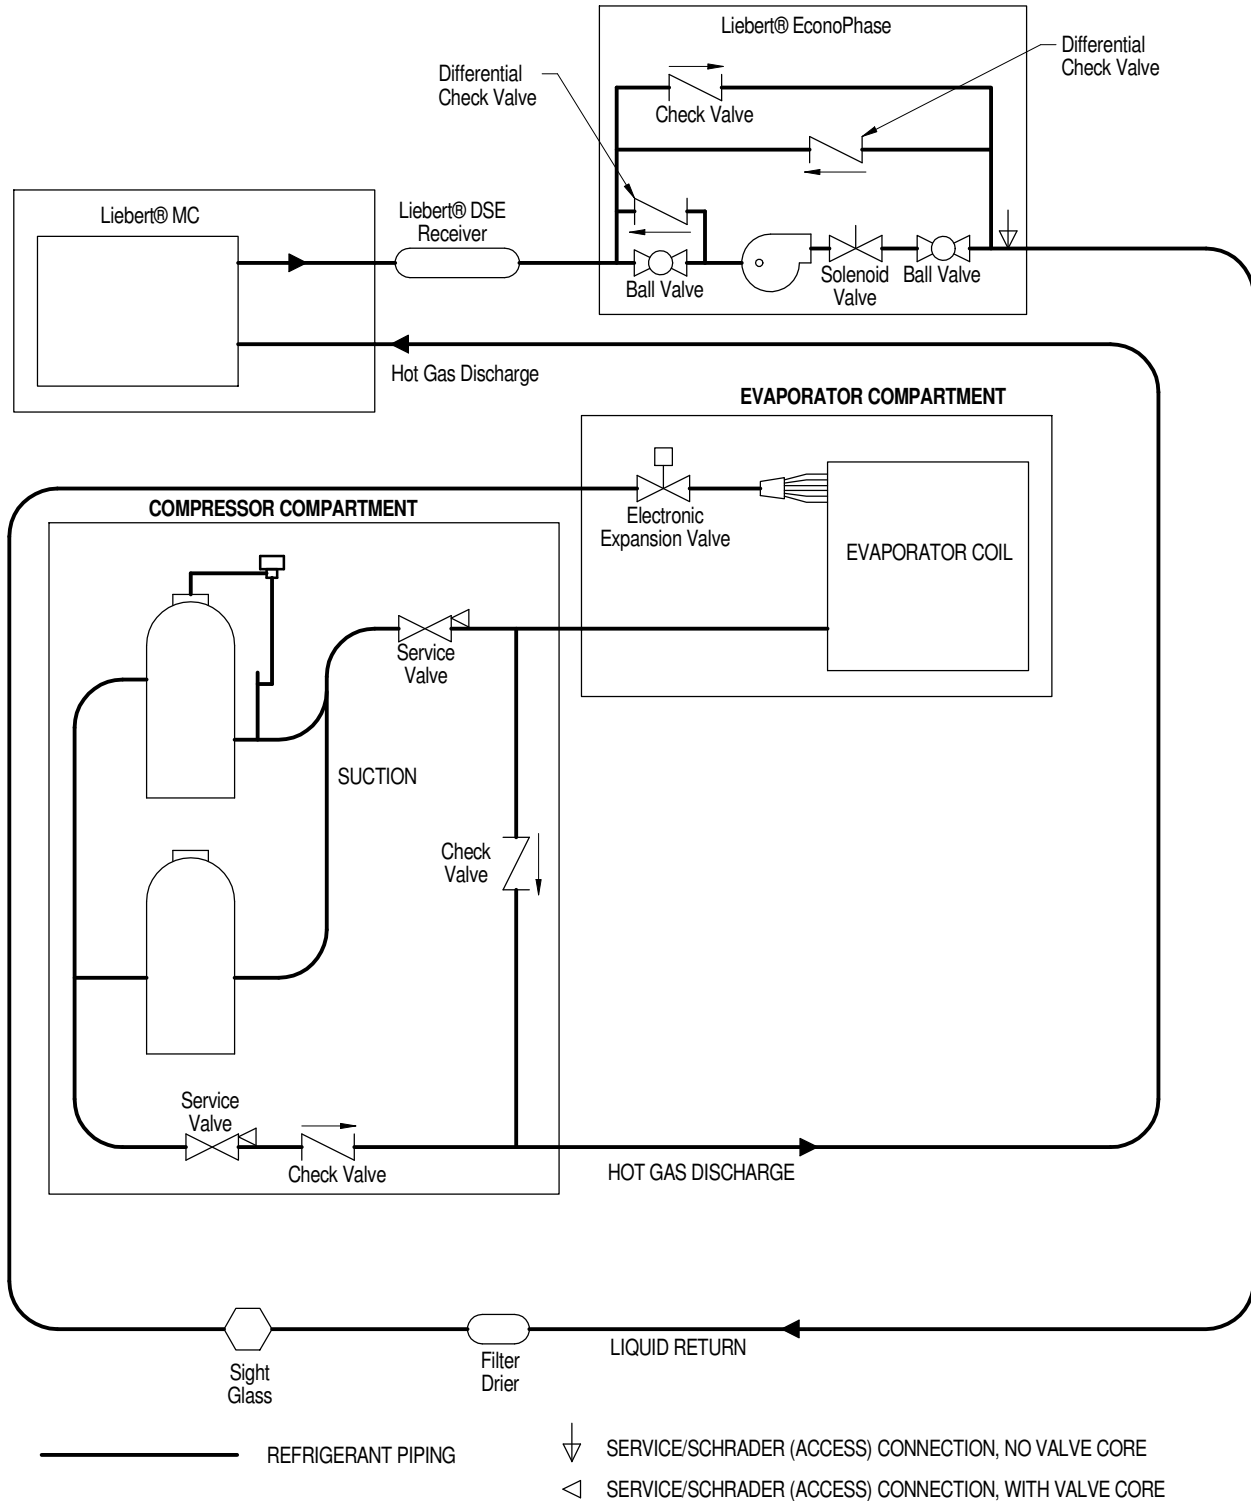 Liebert® EconoPhase
Differential
Check Valve
Differential
Check Valve
Check Valve
Liebert® MC
Liebert® DSE
Receiver
Ball Valve
Solenoid
Valve
Ball Valve
Hot Gas Discharge
EVAPORATOR COMPARTMENT
COMPRESSOR COMPARTMENT
Electronic
Expansion Valve
EVAPORATOR COIL
Service
Valve
SUCTION
Check
Valve
Service
Valve
Check Valve
HOT GAS DISCHARGE
LIQUID RETURN
Sight
Glass
Filter
Drier
REFRIGERANT PIPING
SERVICE/SCHRADER (ACCESS) CONNECTION, NO VALVE CORE
SERVICE/SCHRADER (ACCESS) CONNECTION, WITH VALVE CORE